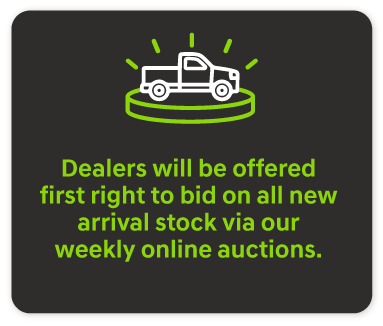 Dealers will be offered
first right to bid on all new
arrival stock via our
weekly online auctions.